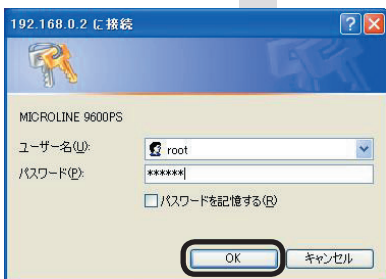 192.168.0.2 に接続
MICROLINE 9600PS
ユーザー名(U):
root
パスワード(P):
******
パスワードを記憶する(R)
OK
キャンセル